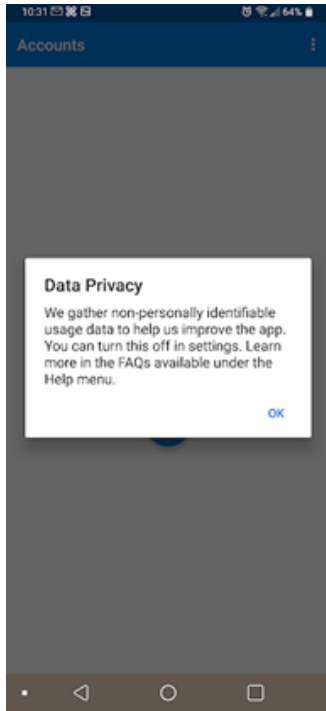 10:31 64%
Accounts
Data Privacy
We gather non-personally identifiable
usage data to help us improve the app.
You can turn this off in settings. Learn
more in the FAQs available under the
Help menu.
OK